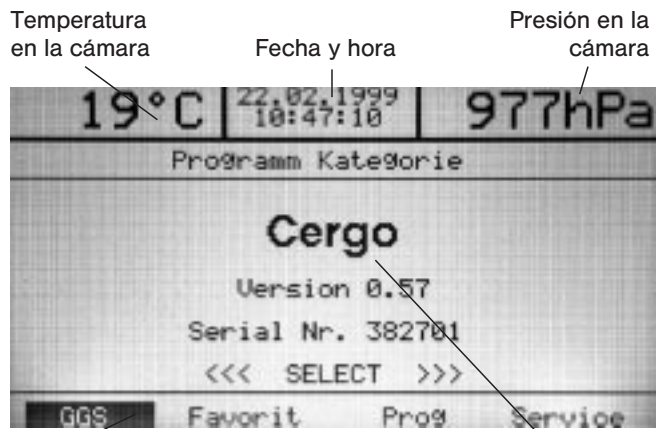 Temperatura
en la cámara
Fecha y hora
Presión en la
cámara
19°C
22.02.1999
10:47:10
977hPa
Programm Kategorie
Cergo
Version 0.57
Serial Nr. 382701
<<< SELECT >>>
GGS Favorit Prog Service